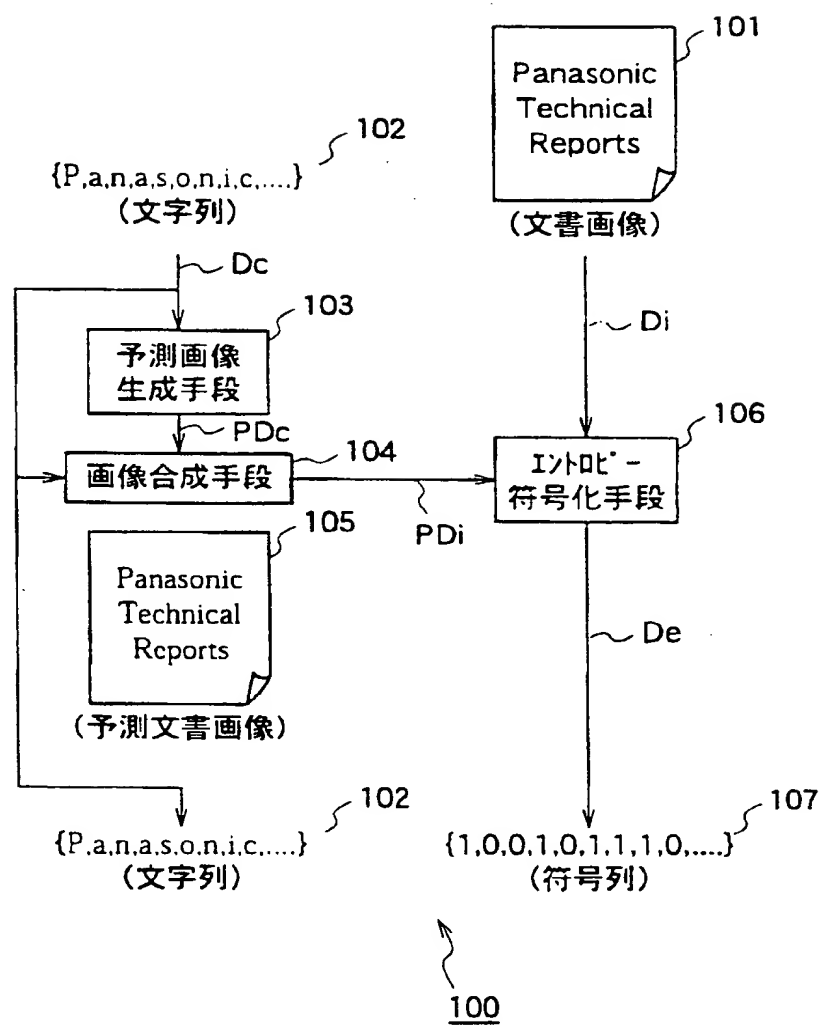 101
Panasonic
Technical
Reports
(文書画像)
102
{P,a,n,a,s,o,n,i,c,....}
(文字列)
Dc
Di
103
予測画像
生成手段
PDc
104
画像合成手段
106
エントロピー
符号化手段
PDi
105
Panasonic
Technical
Reports
(予測文書画像)
De
102
{P,a,n,a,s,o,n,i,c,....}
(文字列)
107
{1,0,0,1,0,1,1,1,0,....}
(符号列)
100